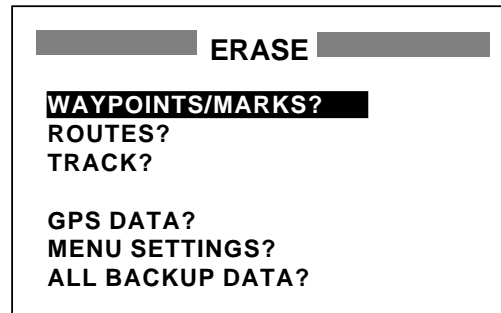 ERASE
WAYPOINTS/MARKS?
ROUTES?
TRACK?
GPS DATA?
MENU SETTINGS?
ALL BACKUP DATA?